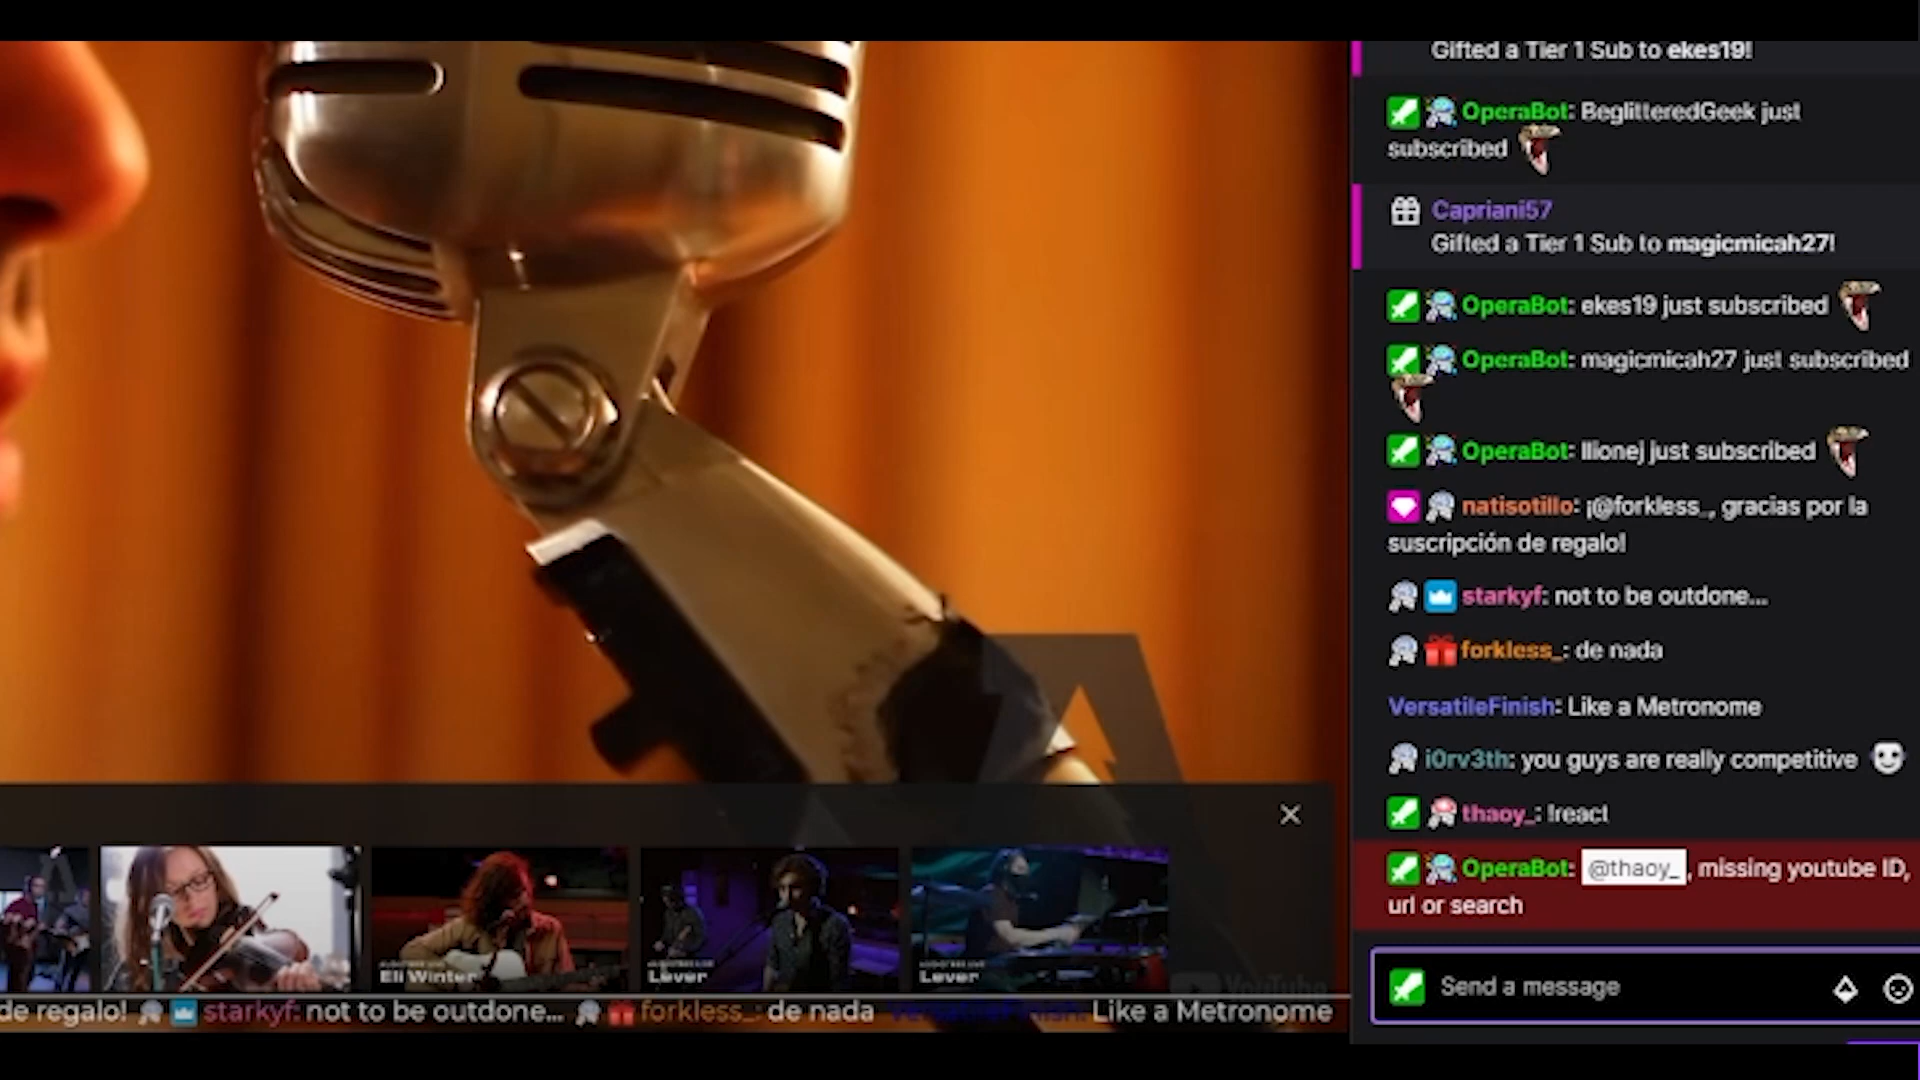 Gifted a Tier 1 Sub to ekes19!
OperaBot: BeglitteredGeek just
subscribed
Capriani57
Gifted a Tier 1 Sub to magicmicah27!
OperaBot: ekes19 just subscribed
OperaBot: magicmicah27 just subscribed
OperaBot: llionej just subscribed
natisotillo: ¡@forkless_, gracias por la
suscripción de regalo!
starkyf: not to be outdone...
forkless_: de nada
VersatileFinish: Like a Metronome
i0rv3th: you guys are really competitive
thaoy_: !react
OperaBot: @thaoy_, missing youtube ID,
url or search
Send a message
Eli Winter
Lever
Lever
YouTube
de regalo! starkyf: not to be outdone... forkless_: de nada VersatileFinish: Like a Metronome